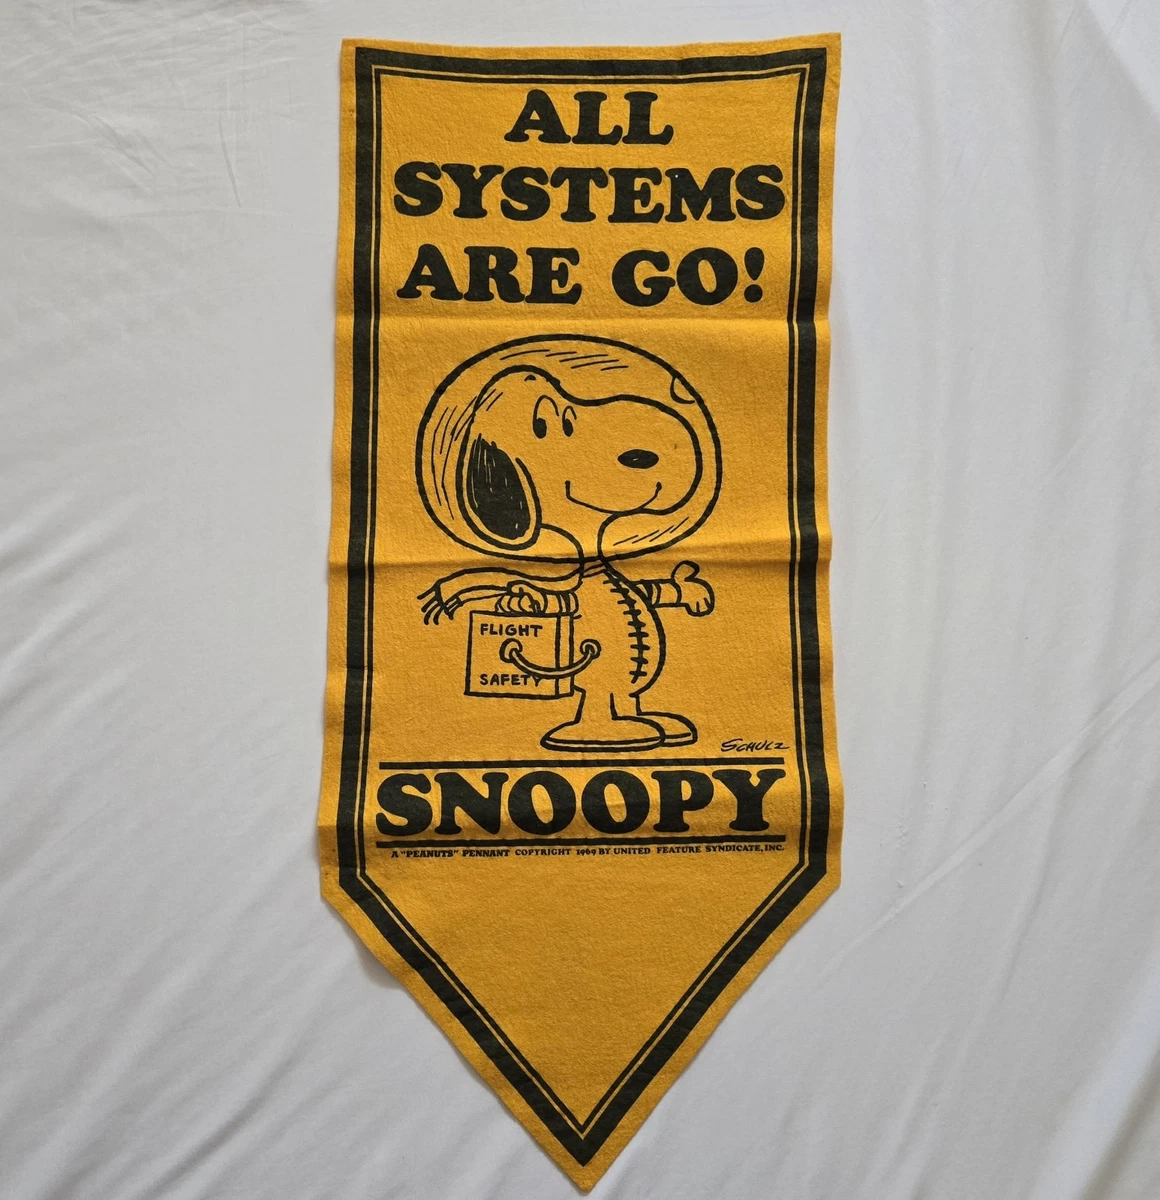 ALL
SYSTEMS
ARE GO!
FLIGHT
SAFETY
SCHULZ
SNOOPY
A "PEANUTS" PENNANT COPYRIGHT 1969 BY UNITED FEATURE SYNDICATE, INC.